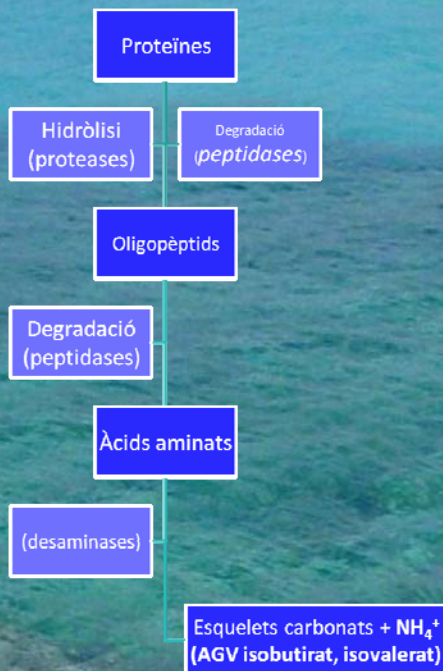 Proteïnes
Hidròlisi
(proteases)
Degradació
(peptidases)
Oligopèptids
Degradació
(peptidases)
Àcids aminats
(desaminases)
Esquelets carbonats + NH₄⁺
(AGV isobutirat, isovalerat)